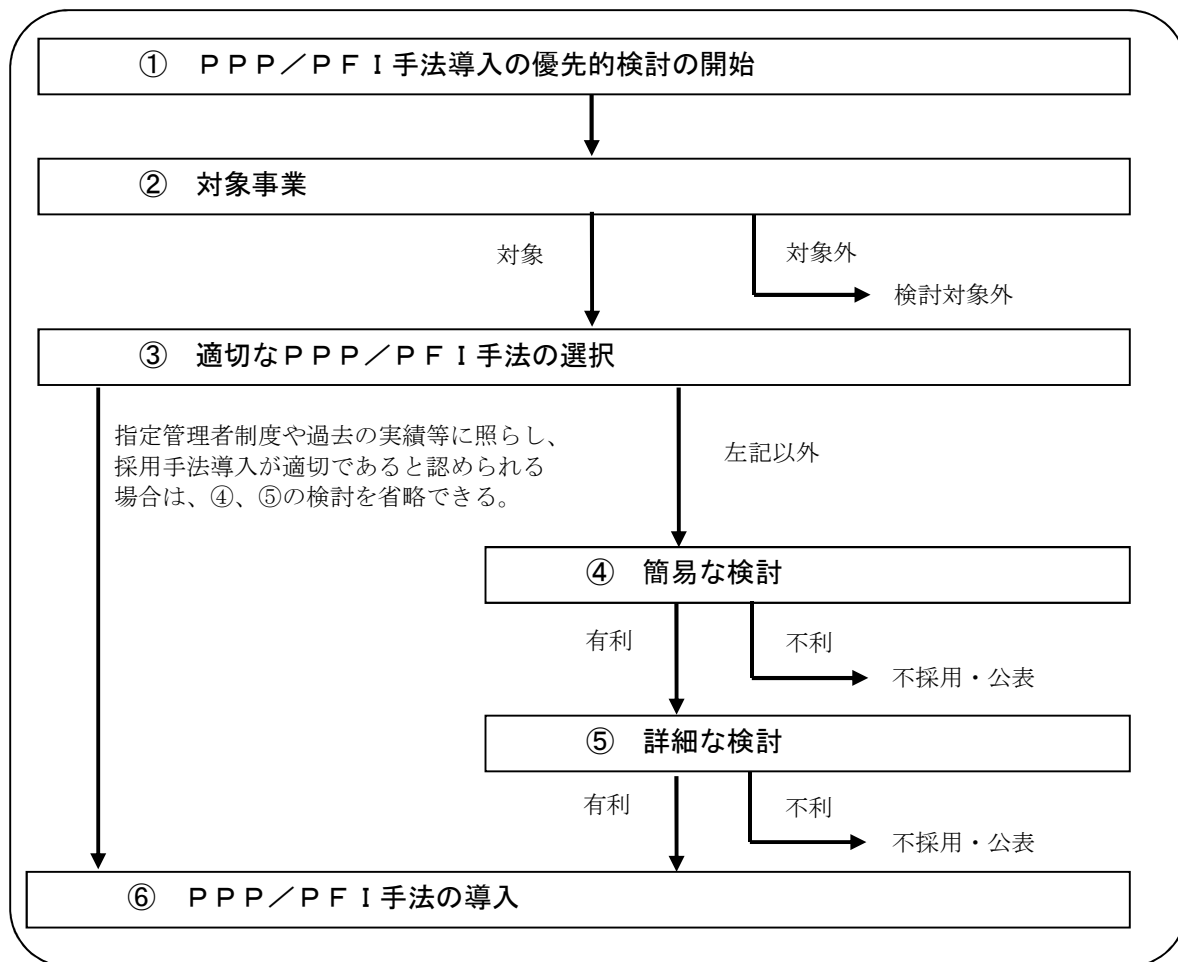 ① ＰＰＰ／ＰＦＩ手法導入の優先的検討の開始
② 対象事業
対象
対象外
検討対象外
③ 適切なＰＰＰ／ＰＦＩ手法の選択
指定管理者制度や過去の実績等に照らし、
採用手法導入が適切であると認められる
場合は、④、⑤の検討を省略できる。
左記以外
④ 簡易な検討
有利
不利
不採用・公表
⑤ 詳細な検討
有利
不利
不採用・公表
⑥ ＰＰＰ／ＰＦＩ手法の導入